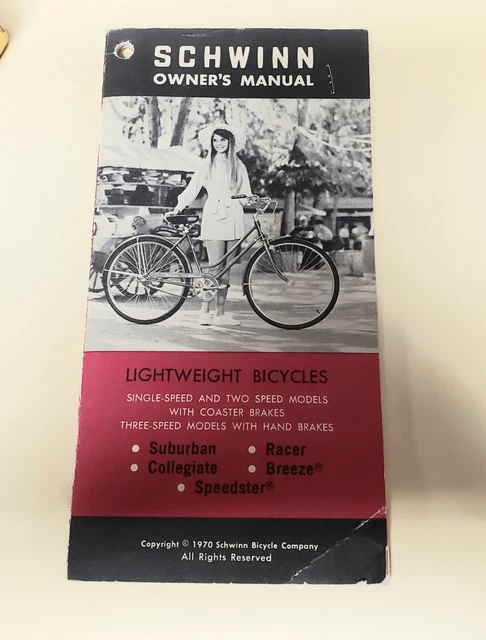 SCHWINN
OWNER'S MANUAL
LIGHTWEIGHT BICYCLES
SINGLE-SPEED AND TWO SPEED MODELS
WITH COASTER BRAKES
THREE-SPEED MODELS WITH HAND BRAKES
• Suburban • Racer
• Collegiate • Breeze®
• Speedster®
Copyright © 1970 Schwinn Bicycle Company
All Rights Reserved